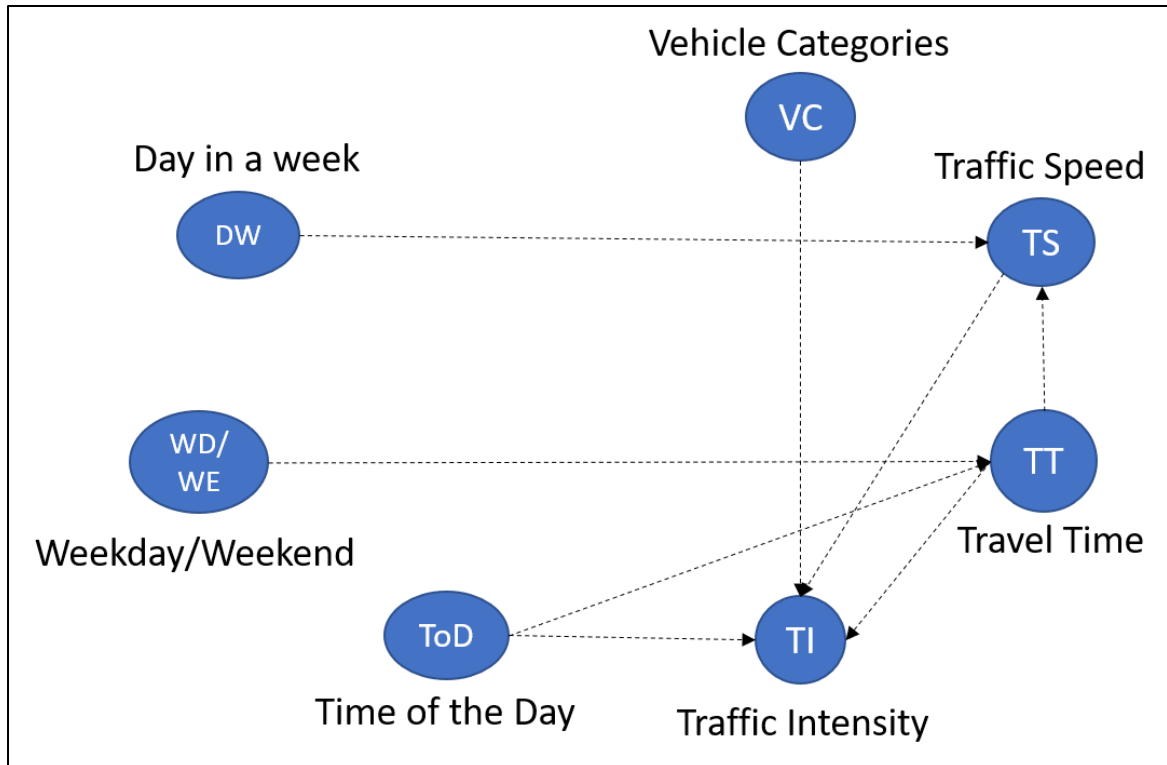 Vehicle Categories
VC
Day in a week
Traffic Speed
DW
TS
WD/
WE
TT
Weekday/Weekend
Travel Time
ToD
TI
Time of the Day
Traffic Intensity